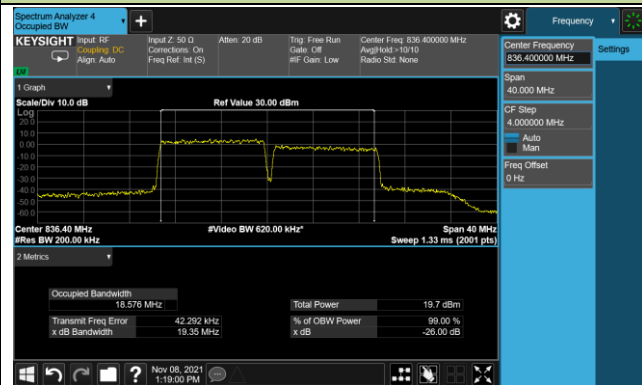 Spectrum Analyzer 4
Occupied BW
Frequency
KEYSIGHT
Input: RF
Coupling: DC
Align: Auto
Input Z: 50 Ω
Corrections: On
Freq Ref: Int (S)
Atten: 20 dB
Trig: Free Run
Gate: Off
#IF Gain: Low
Center Freq: 836.400000 MHz
Avg|Hold:>10/10
Radio Std: None
Center Frequency
836.400000 MHz
Settings
Span
40.000 MHz
CF Step
4.000000 MHz
Auto
Man
Freq Offset
0 Hz
1 Graph
Scale/Div 10.0 dB
Ref Value 30.00 dBm
Log
20.0
10.0
0.00
-10.0
-20.0
-30.0
-40.0
-50.0
-60.0
Center 836.40 MHz
#Video BW 620.00 kHz*
Span 40 MHz
#Res BW 200.00 kHz
Sweep 1.33 ms (2001 pts)
2 Metrics
Occupied Bandwidth
18.576 MHz
Total Power 19.7 dBm
Transmit Freq Error 42.292 kHz
% of OBW Power 99.00 %
x dB Bandwidth 19.35 MHz
x dB -26.00 dB
Nov 08, 2021
1:19:00 PM